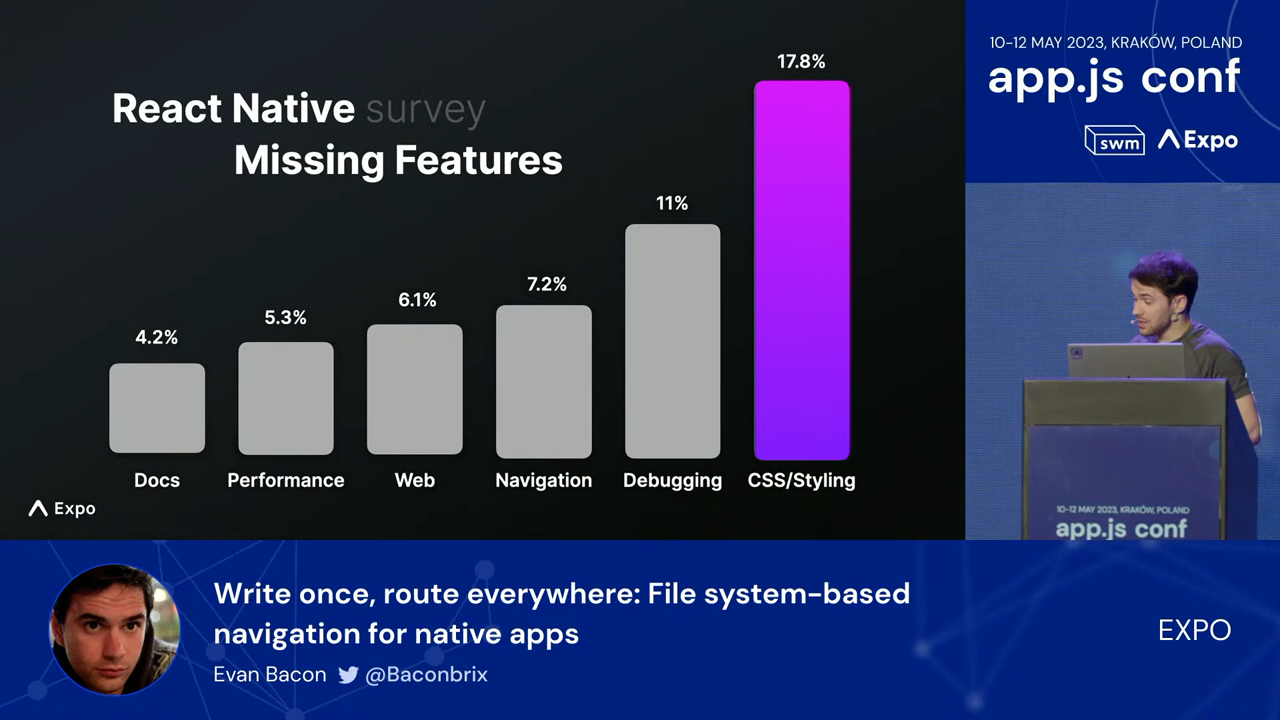 React Native survey
Missing Features
17.8%
11%
7.2%
6.1%
5.3%
4.2%
Docs
Performance
Web
Navigation
Debugging
CSS/Styling
Expo
10-12 MAY 2023, KRAKÓW, POLAND
app.js conf
swm
Expo
10-12 MAY 2023, KRAKÓW, POLAND
app.js conf
Write once, route everywhere: File system-based
navigation for native apps
Evan Bacon @Baconbrix
EXPO